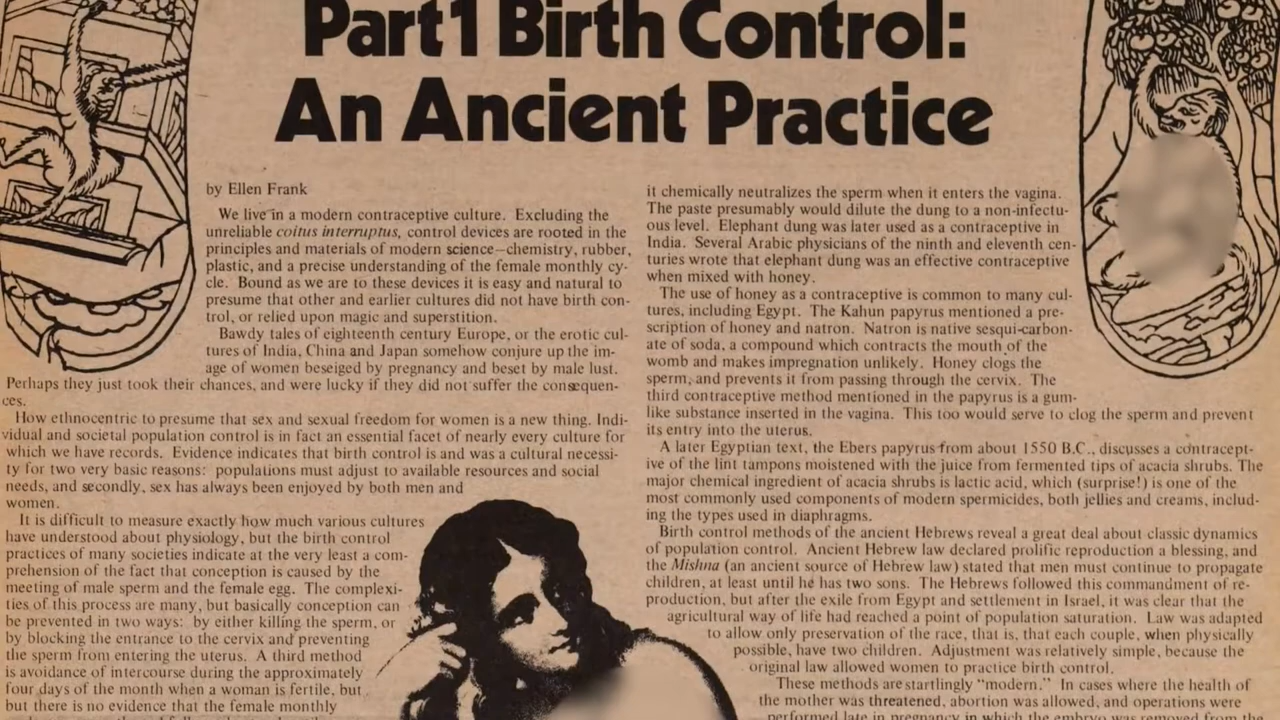 Part1 Birth Control:
An Ancient Practice
by Ellen Frank
We live in a modern contraceptive culture. Excluding the
unreliable coitus interruptus, control devices are rooted in the
principles and materials of modern science—chemistry, rubber,
plastic, and a precise understanding of the female monthly cy-
cle. Bound as we are to these devices it is easy and natural to
presume that other and earlier cultures did not have birth con-
trol, or relied upon magic and superstition.
Bawdy tales of eighteenth century Europe, or the erotic cul-
tures of India, China and Japan somehow conjure up the im-
age of women beseiged by pregnancy and beset by male lust.
Perhaps they just took their chances, and were lucky if they did not suffer the consequen-
ces.
How ethnocentric to presume that sex and sexual freedom for women is a new thing. Indi-
vidual and societal population control is in fact an essential facet of nearly every culture for
which we have records. Evidence indicates that birth control is and was a cultural necessi-
ty for two very basic reasons: populations must adjust to available resources and social
needs, and secondly, sex has always been enjoyed by both men and
women.
It is difficult to measure exactly how much various cultures
have understood about physiology, but the birth control
practices of many societies indicate at the very least a com-
prehension of the fact that conception is caused by the
meeting of male sperm and the female egg. The complexi-
ties of this process are many, but basically conception can
be prevented in two ways: by either killing the sperm, or
by blocking the entrance to the cervix and preventing
the sperm from entering the uterus. A third method
is avoidance of intercourse during the approximately
four days of the month when a woman is fertile, but
but there is no evidence that the female monthly
it chemically neutralizes the sperm when it enters the vagina.
The paste presumably would dilute the dung to a non-infectu-
ous level. Elephant dung was later used as a contraceptive in
India. Several Arabic physicians of the ninth and eleventh cen-
turies wrote that elephant dung was an effective contraceptive
when mixed with honey.
The use of honey as a contraceptive is common to many cul-
tures, including Egypt. The Kahun papyrus mentioned a pre-
scription of honey and natron. Natron is native sesqui-carbon-
ate of soda, a compound which contracts the mouth of the
womb and makes impregnation unlikely. Honey clogs the
sperm, and prevents it from passing through the cervix. The
third contraceptive method mentioned in the papyrus is a gum-
like substance inserted in the vagina. This too would serve to clog the sperm and prevent
its entry into the uterus.
A later Egyptian text, the Ebers papyrus from about 1550 B.C., discusses a contracept-
ive of the lint tampons moistened with the juice from fermented tips of acacia shrubs. The
major chemical ingredient of acacia shrubs is lactic acid, which (surprise!) is one of the
most commonly used components of modern spermicides, both jellies and creams, includ-
ing the types used in diaphragms.
Birth control methods of the ancient Hebrews reveal a great deal about classic dynamics
of population control. Ancient Hebrew law declared prolific reproduction a blessing, and
the Mishna (an ancient source of Hebrew law) stated that men must continue to propagate
children, at least until he has two sons. The Hebrews followed this commandment of re-
production, but after the exile from Egypt and settlement in Israel, it was clear that the
agricultural way of life had reached a point of population saturation. Law was adapted
to allow only preservation of the race, that is, that each couple, when physically
possible, have two children. Adjustment was relatively simple, because the
original law allowed women to practice birth control.
These methods are startlingly "modern." In cases where the health of
the mother was threatened, abortion was allowed, and operations were
performed late in pregnancy in which the embryo was removed from the